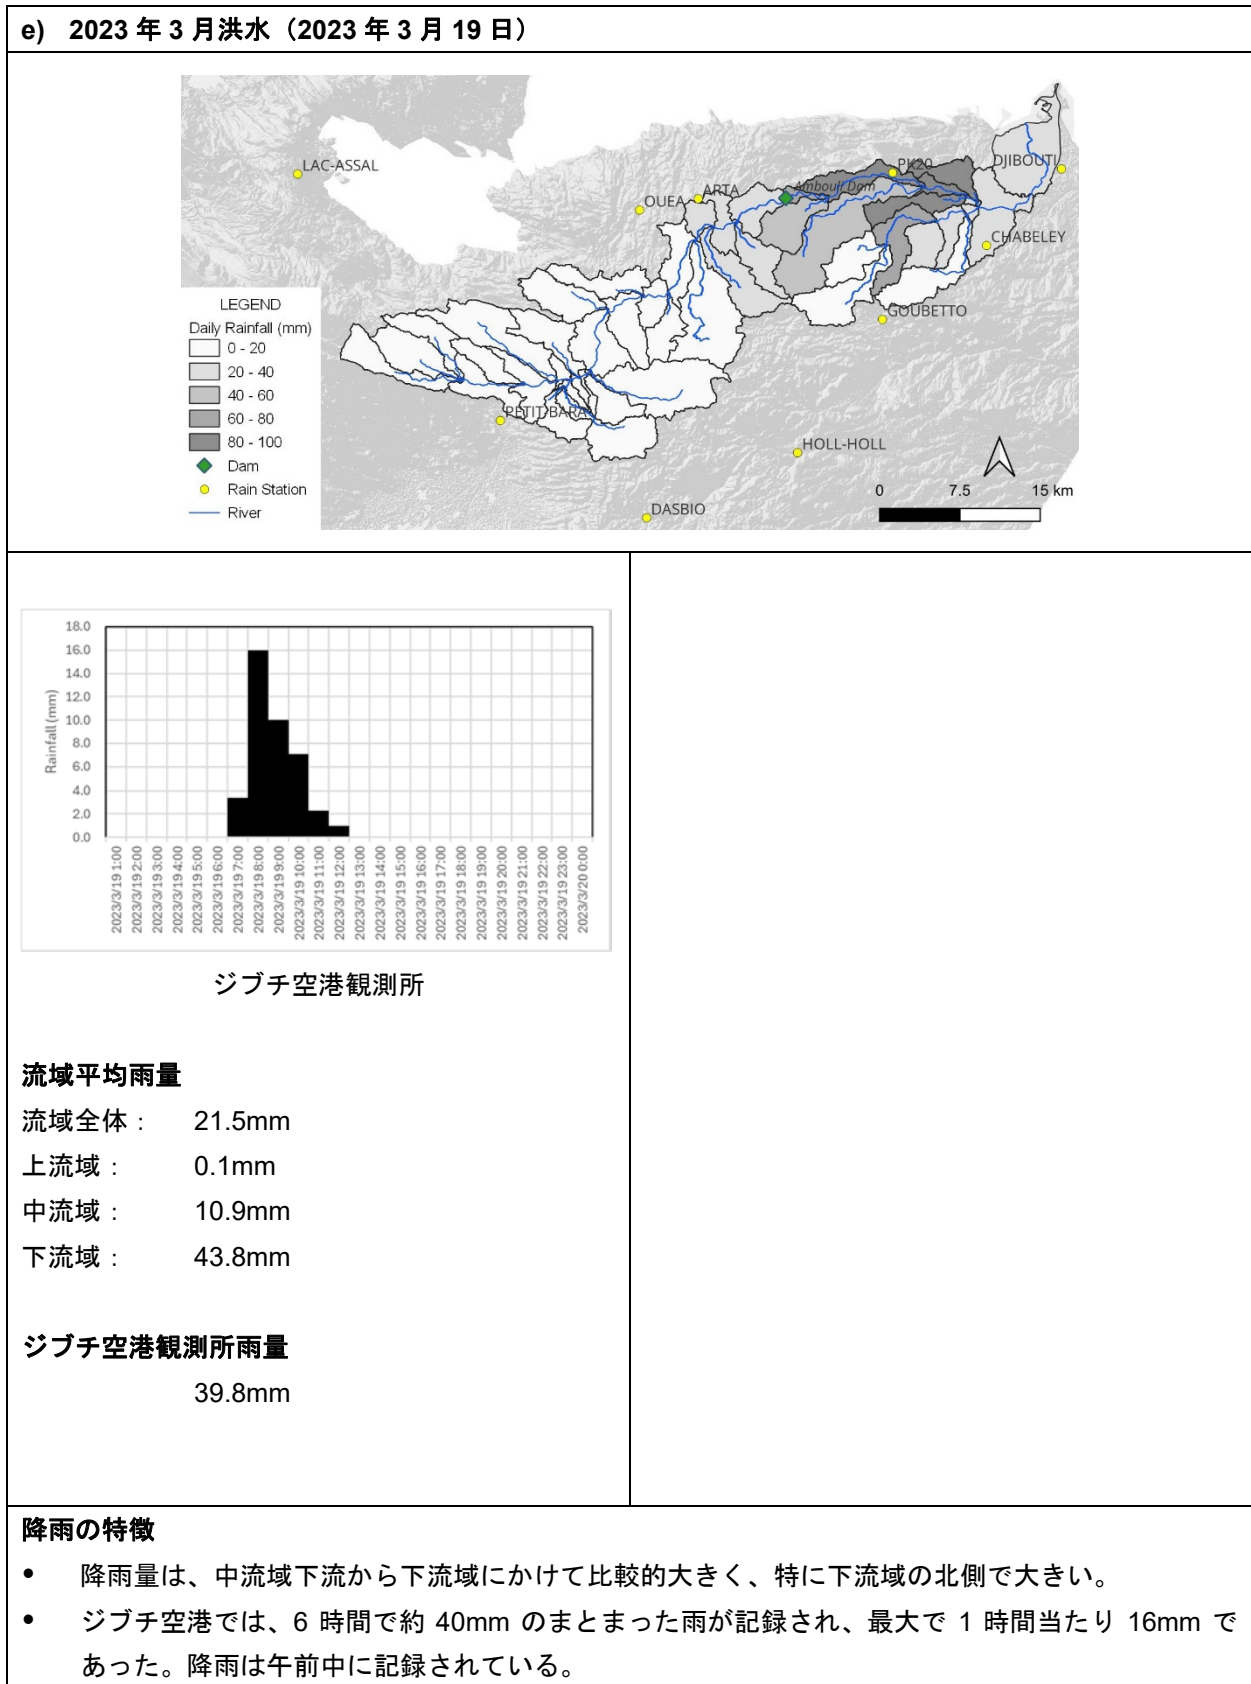 e) 2023 年 3 月洪水（2023 年 3 月 19 日）
LAC-ASSAL
OUEA
ARTA
Ambouli Dam
PK20
DJIBOUTI
CHABELEY
GOUBETTO
PETIT BARA
HOLL-HOLL
DASBIO
LEGEND
Daily Rainfall (mm)
0 - 20
20 - 40
40 - 60
60 - 80
80 - 100
Dam
Rain Station
River
0 7.5 15 km
Rainfall (mm)
18.0
16.0
14.0
12.0
10.0
8.0
6.0
4.0
2.0
0.0
2023/3/19 1:00
2023/3/19 2:00
2023/3/19 3:00
2023/3/19 4:00
2023/3/19 5:00
2023/3/19 6:00
2023/3/19 7:00
2023/3/19 8:00
2023/3/19 9:00
2023/3/19 10:00
2023/3/19 11:00
2023/3/19 12:00
2023/3/19 13:00
2023/3/19 14:00
2023/3/19 15:00
2023/3/19 16:00
2023/3/19 17:00
2023/3/19 18:00
2023/3/19 19:00
2023/3/19 20:00
2023/3/19 21:00
2023/3/19 22:00
2023/3/19 23:00
2023/3/20 0:00
ジブチ空港観測所
流域平均雨量
流域全体： 21.5mm
上流域： 0.1mm
中流域： 10.9mm
下流域： 43.8mm
ジブチ空港観測所雨量
39.8mm
降雨の特徴
• 降雨量は、中流域下流から下流域にかけて比較的大きく、特に下流域の北側で大きい。
• ジブチ空港では、6 時間で約 40mm のまとまった雨が記録され、最大で 1 時間当たり 16mm で
あった。降雨は午前中に記録されている。